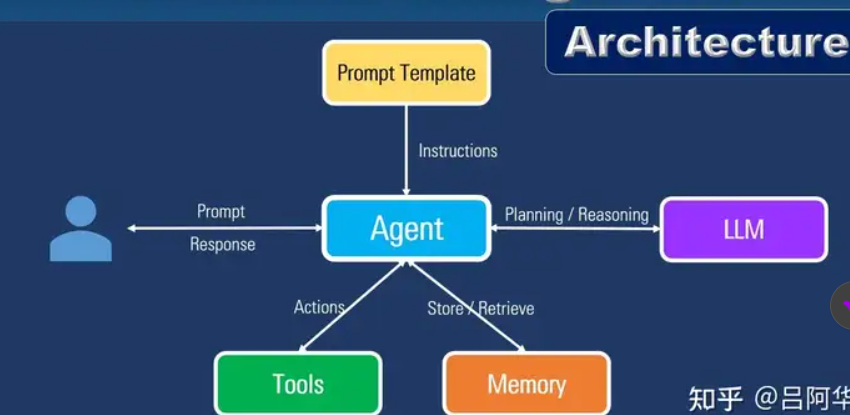 Architecture
Prompt Template
Instructions
Prompt
Response
Agent
Planning / Reasoning
LLM
Actions
Store / Retrieve
Tools
Memory
知乎 @吕阿华